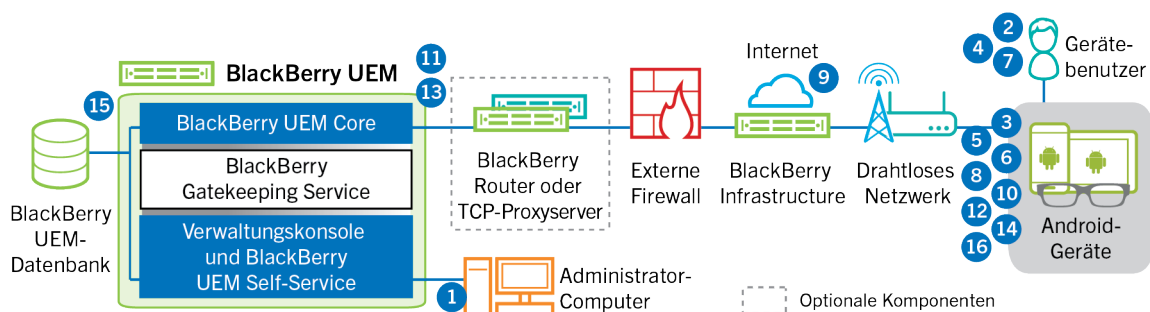 BlackBerry UEM
11
13
15
BlackBerry UEM Core
BlackBerry
Gatekeeping Service
Verwaltungskonsole
und BlackBerry
UEM Self-Service
BlackBerry
UEM-
Datenbank
1
Administrator-
Computer
BlackBerry
Router oder
TCP-Proxyserver
Externe
Firewall
Internet
9
BlackBerry
Infrastructure
Drahtloses
Netzwerk
2
4
7
Geräte-
benutzer
3
5
6
8
10
12
14
16
Android-
Geräte
Optionale Komponenten